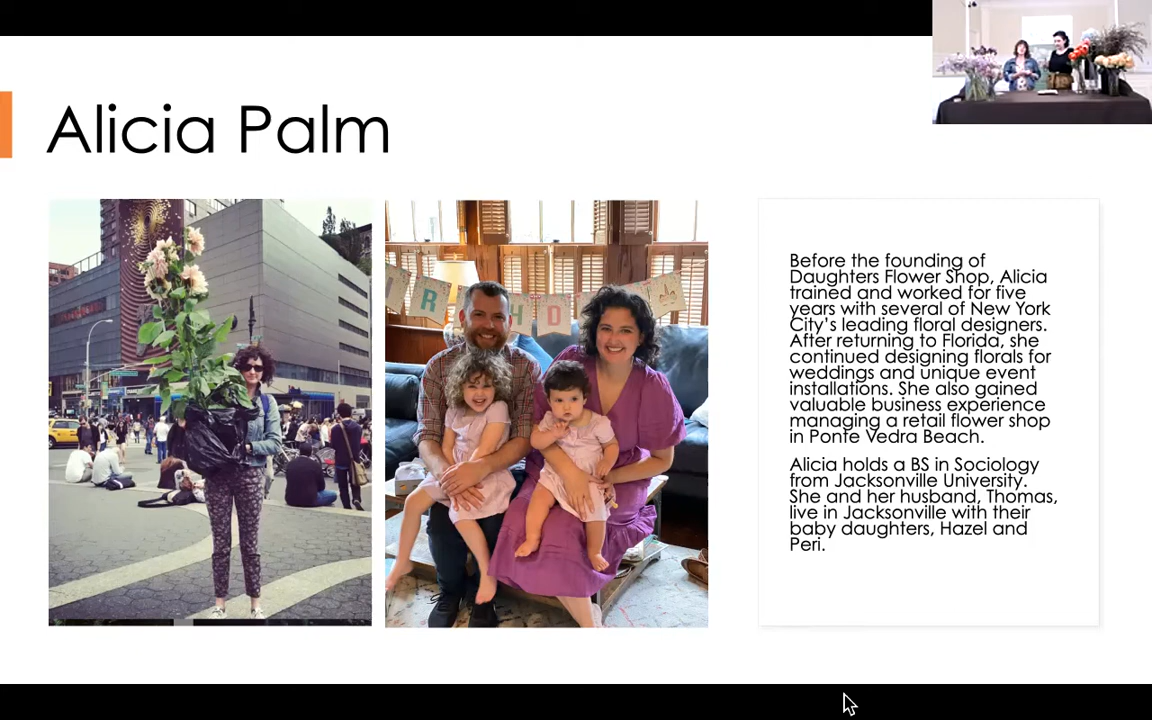 Alicia Palm
R
H
D
Before the founding of
Daughters Flower Shop, Alicia
trained and worked for five
years with several of New York
City's leading floral designers.
After returning to Florida, she
continued designing florals for
weddings and unique event
installations. She also gained
valuable business experience
managing a retail flower shop
in Ponte Vedra Beach.
Alicia holds a BS in Sociology
from Jacksonville University.
She and her husband, Thomas,
live in Jacksonville with their
baby daughters, Hazel and
Peri.